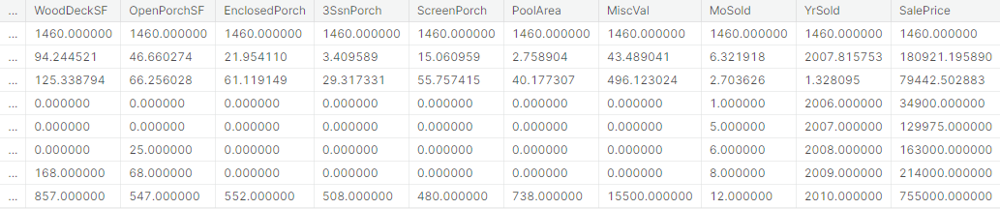 ... WoodDeckSF OpenPorchSF EnclosedPorch 3SsnPorch ScreenPorch PoolArea MiscVal MoSold YrSold SalePrice
... 1460.000000 1460.000000 1460.000000 1460.000000 1460.000000 1460.000000 1460.000000 1460.000000 1460.000000 1460.000000
... 94.244521 46.660274 21.954110 3.409589 15.060959 2.758904 43.489041 6.321918 2007.815753 180921.195890
... 125.338794 66.256028 61.119149 29.317331 55.757415 40.177307 496.123024 2.703626 1.328095 79442.502883
... 0.000000 0.000000 0.000000 0.000000 0.000000 0.000000 0.000000 1.000000 2006.000000 34900.000000
... 0.000000 0.000000 0.000000 0.000000 0.000000 0.000000 0.000000 5.000000 2007.000000 129975.000000
... 0.000000 25.000000 0.000000 0.000000 0.000000 0.000000 0.000000 6.000000 2008.000000 163000.000000
... 168.000000 68.000000 0.000000 0.000000 0.000000 0.000000 0.000000 8.000000 2009.000000 214000.000000
... 857.000000 547.000000 552.000000 508.000000 480.000000 738.000000 15500.000000 12.000000 2010.000000 755000.000000